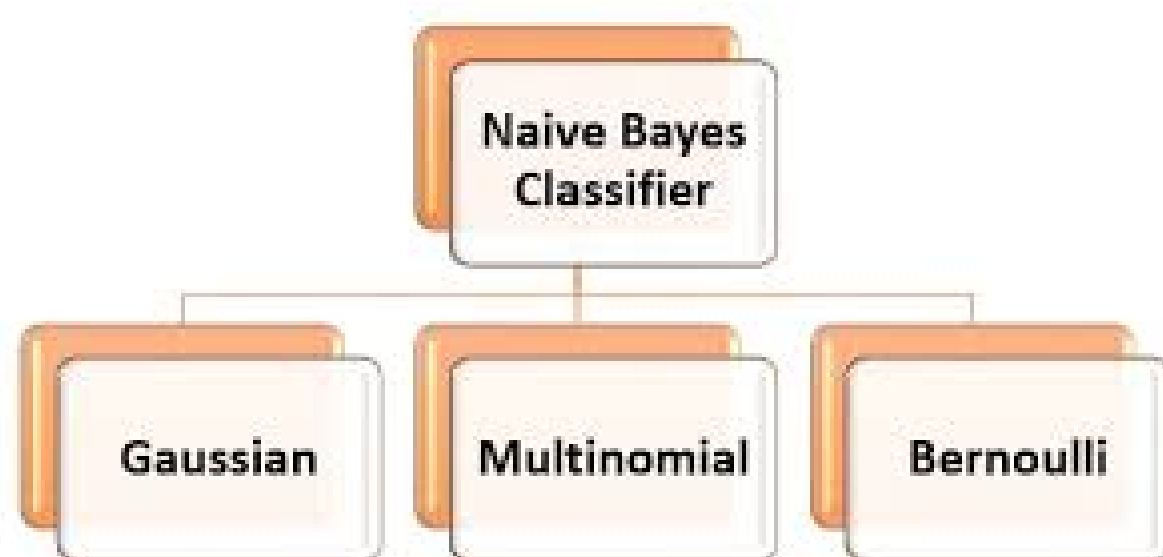 Naive Bayes
Classifier
Gaussian
Multinomial
Bernoulli